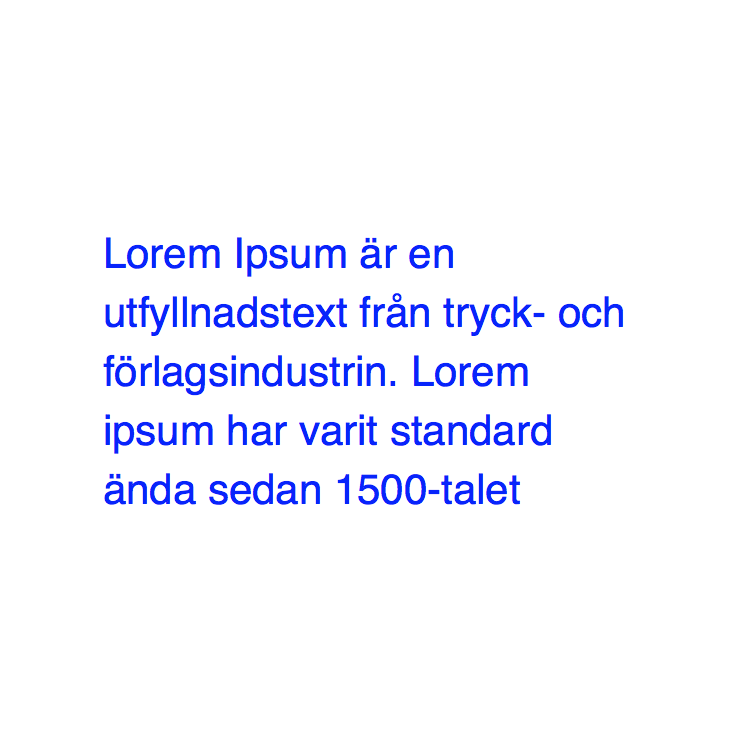 Lorem Ipsum är en
utfyllnadstext från tryck- och
förlagsindustrin. Lorem
ipsum har varit standard
ända sedan 1500-talet